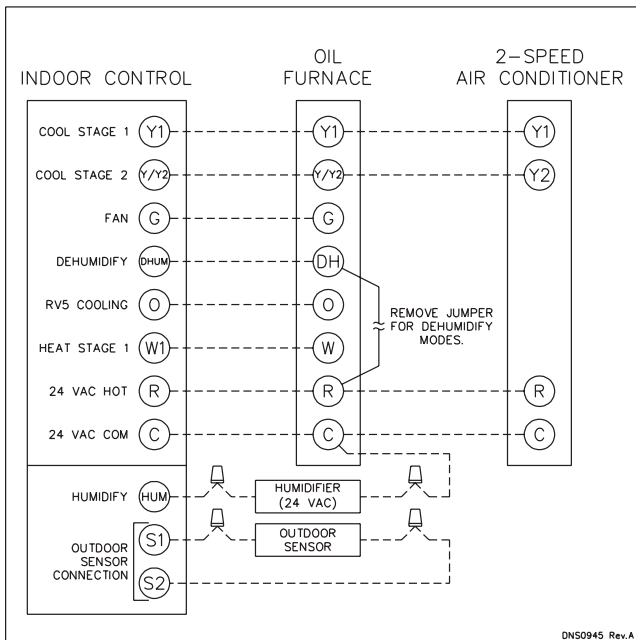 INDOOR CONTROL
OIL
FURNACE
2-SPEED
AIR CONDITIONER
COOL STAGE 1 Y1 Y1 Y1
COOL STAGE 2 Y/Y2 Y/Y2 Y2
FAN G G
DEHUMIDIFY DHUM DH
RV5 COOLING O O
REMOVE JUMPER
FOR DEHUMIDIFY
MODES.
HEAT STAGE 1 W1 W
24 VAC HOT R R R
24 VAC COM C C C
HUMIDIFY HUM
HUMIDIFIER
(24 VAC)
OUTDOOR
SENSOR
CONNECTION
S1
S2
OUTDOOR
SENSOR
DNS0945 Rev.A